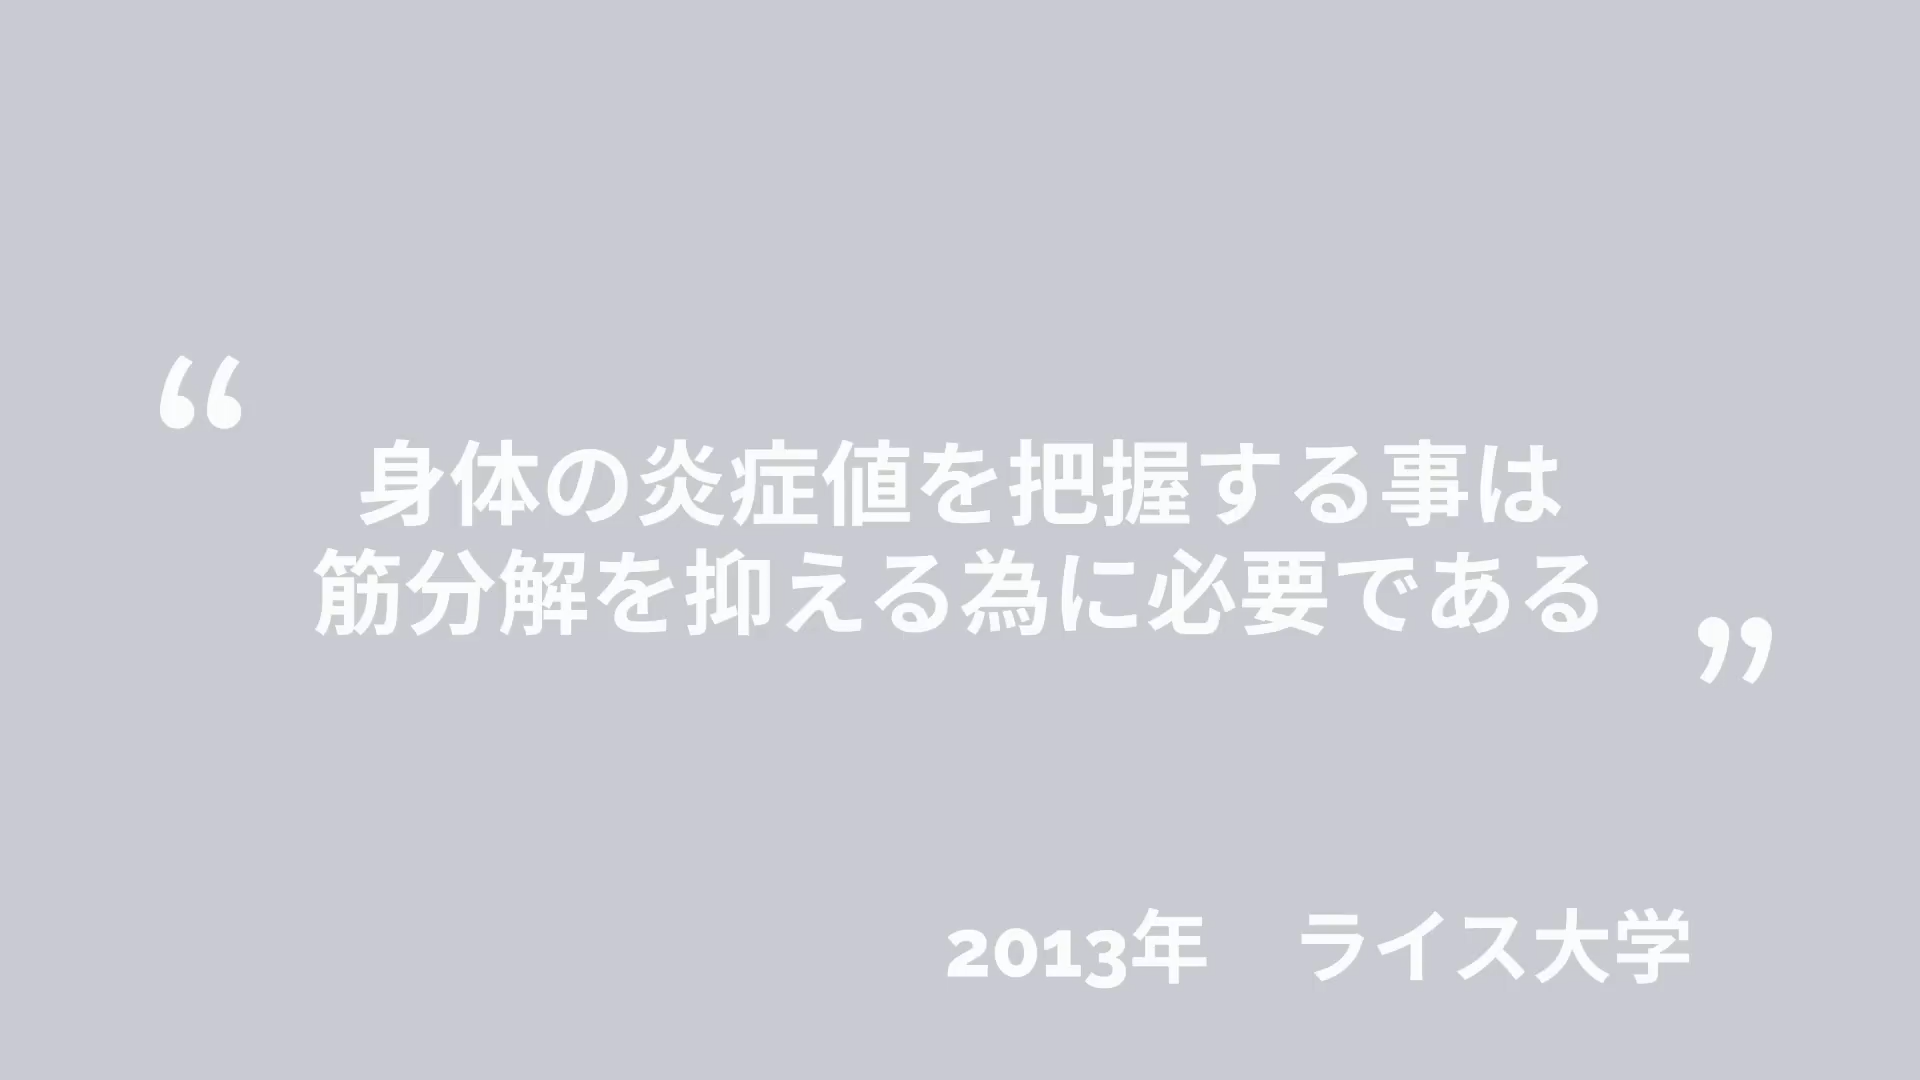 “
身体の炎症値を把握する事は
筋分解を抑える為に必要である
”
2013年　ライス大学